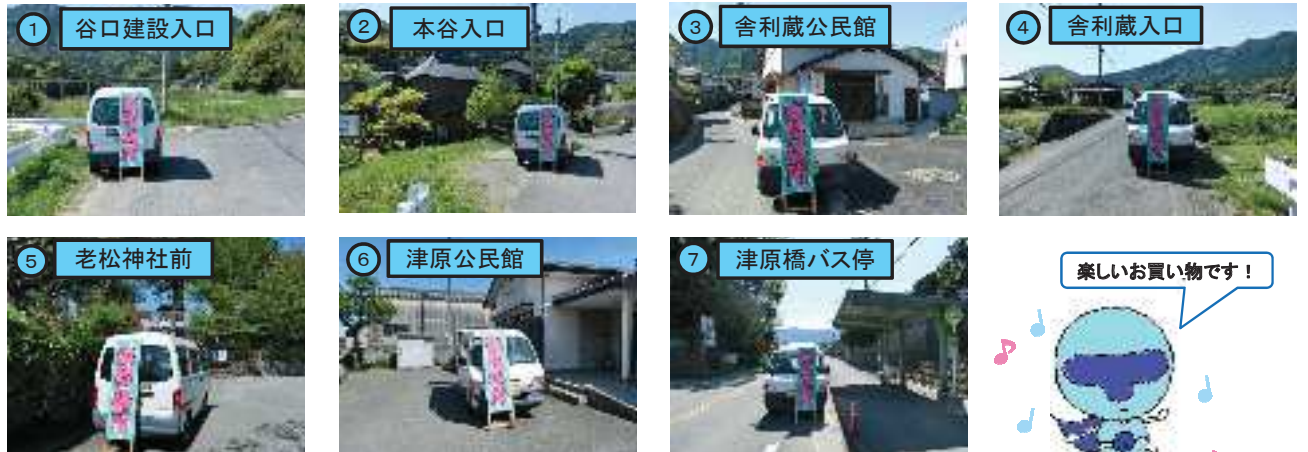 ① 谷口建設入口
② 本谷入口
③ 舎利蔵公民館
④ 舎利蔵入口
⑤ 老松神社前
⑥ 津原公民館
⑦ 津原橋バス停
楽しいお買い物です！